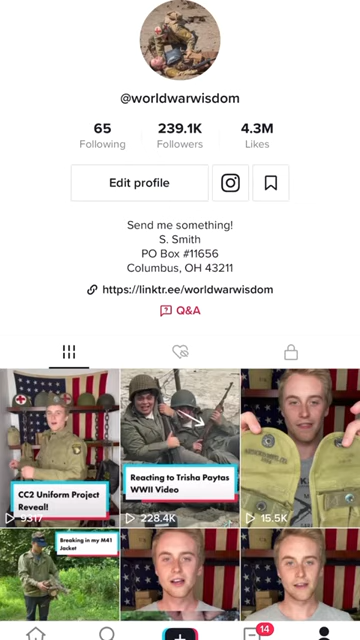 @worldwarwisdom
65 239.1K 4.3M
Following Followers Likes
Edit profile
Send me something!
S. Smith
PO Box #11656
Columbus, OH 43211
https://linktr.ee/worldwarwisdom
Q&A
CC2 Uniform Project
Reveal!
9317
Reacting to Trisha Paytas
WWII Video
228.4K
15.5K
Breaking in my M41
Jacket
14